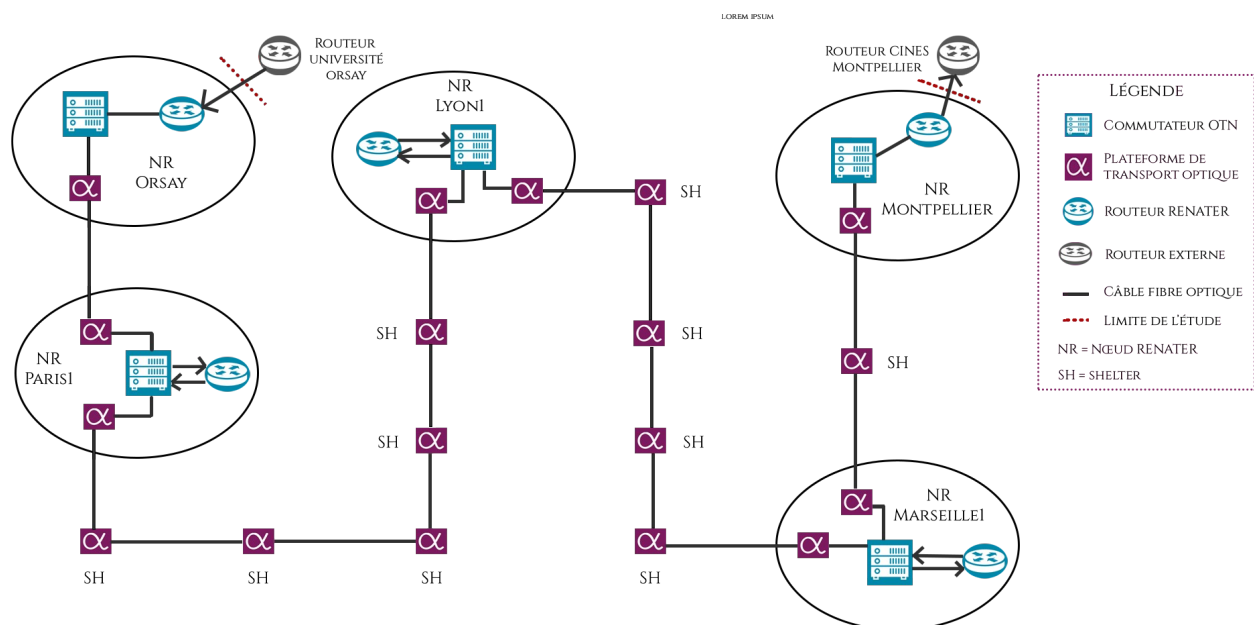 LOREM IPSUM
ROUTEUR
UNIVERSITÉ
ORSAY
NR
ORSAY
NR
PARIS1
SH
SH
SH
SH
SH
NR
LYON1
SH
SH
SH
SH
ROUTEUR CINES
MONTPELLIER
NR
MONTPELLIER
SH
NR
MARSEILLE1
LÉGENDE
COMMUTATEUR OTN
PLATEFORME DE
TRANSPORT OPTIQUE
ROUTEUR RENATER
ROUTEUR EXTERNE
CÂBLE FIBRE OPTIQUE
LIMITE DE L'ÉTUDE
NR = NŒUD RENATER
SH = SHELTER